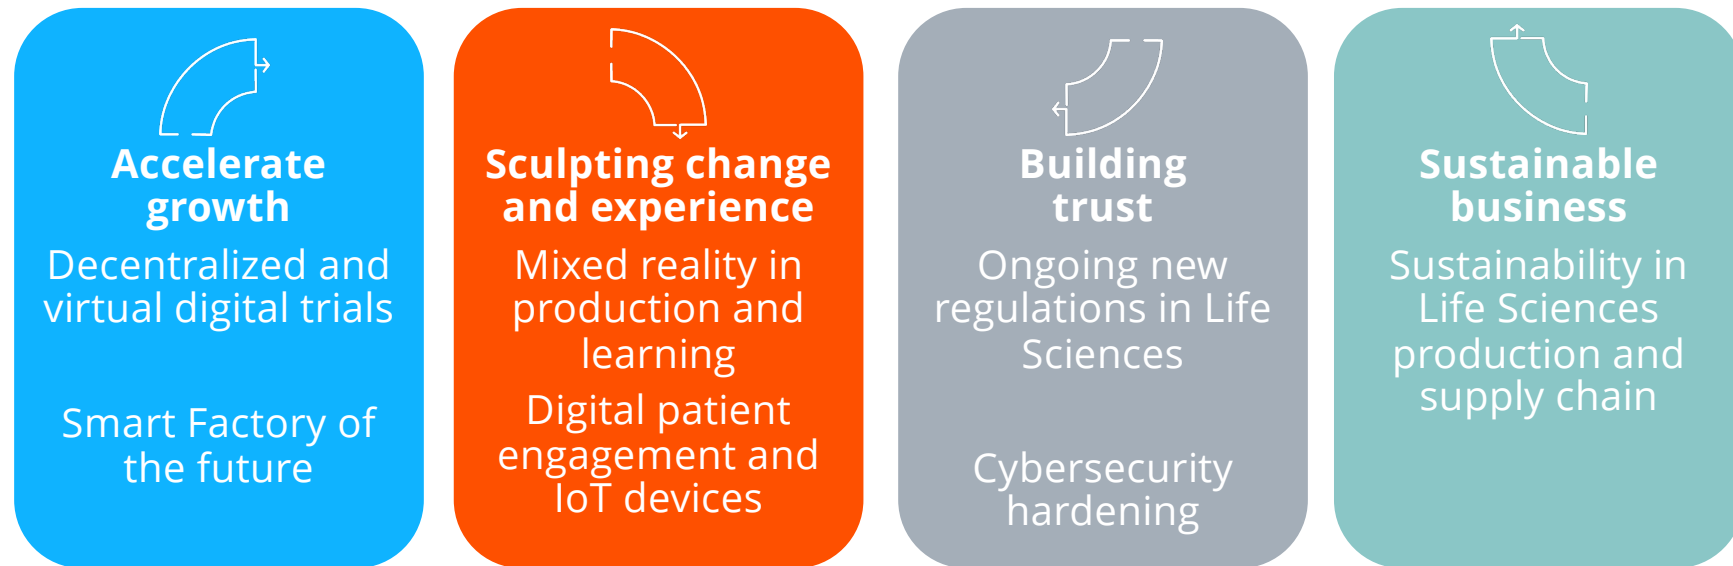 Accelerate
growth
Decentralized and
virtual digital trials
Smart Factory of
the future
Sculpting change
and experience
Mixed reality in
production and
learning
Digital patient
engagement and
IoT devices
Building
trust
Ongoing new
regulations in Life
Sciences
Cybersecurity
hardening
Sustainable
business
Sustainability in
Life Sciences
production and
supply chain